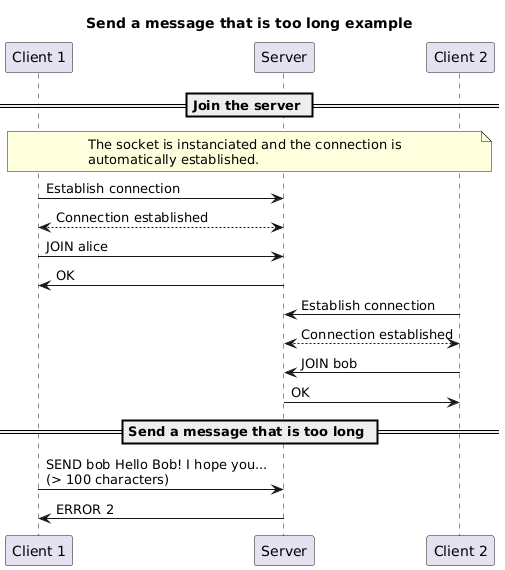 Send a message that is too long example
Client 1 Server Client 2
Join the server
The socket is instanciated and the connection is
automatically established.
Establish connection
Connection established
JOIN alice
OK
Establish connection
Connection established
JOIN bob
OK
Send a message that is too long
SEND bob Hello Bob! I hope you...
(> 100 characters)
ERROR 2
Client 1 Server Client 2